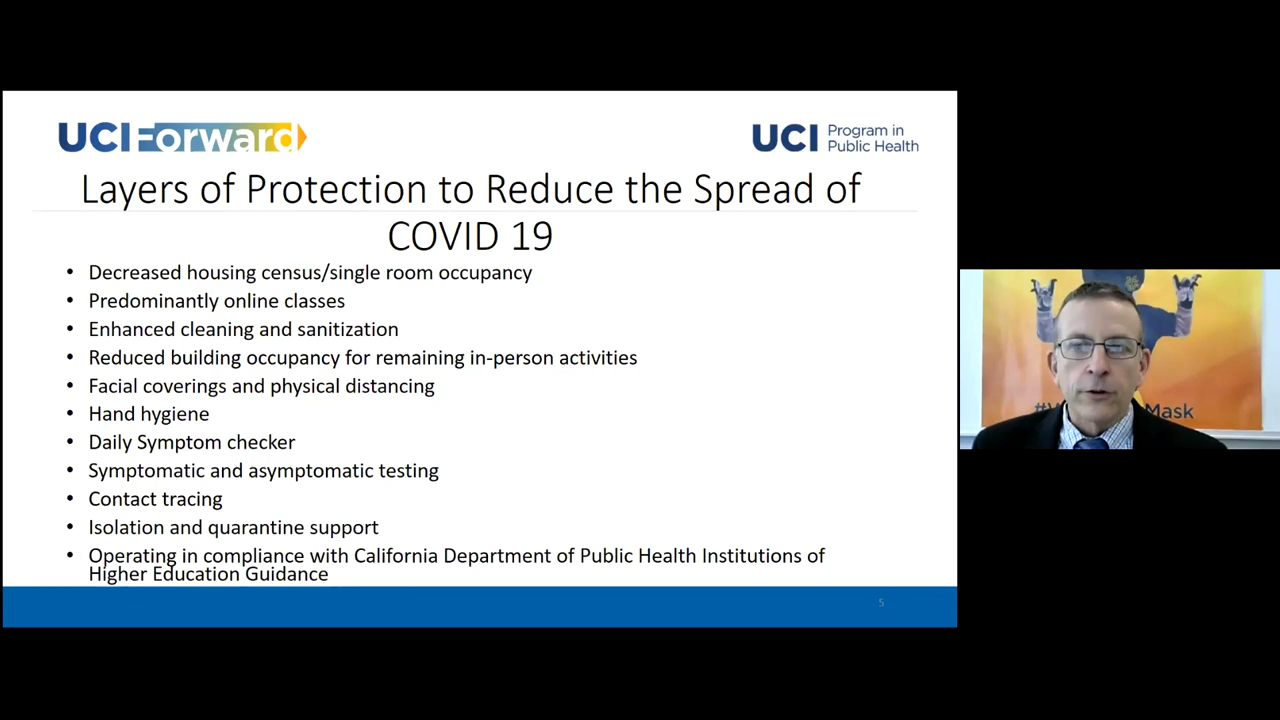 UCI Forward
UCI Program in
Public Health
Layers of Protection to Reduce the Spread of
COVID 19
• Decreased housing census/single room occupancy
• Predominantly online classes
• Enhanced cleaning and sanitization
• Reduced building occupancy for remaining in-person activities
• Facial coverings and physical distancing
• Hand hygiene
• Daily Symptom checker
• Symptomatic and asymptomatic testing
• Contact tracing
• Isolation and quarantine support
• Operating in compliance with California Department of Public Health Institutions of
Higher Education Guidance
5
Mask